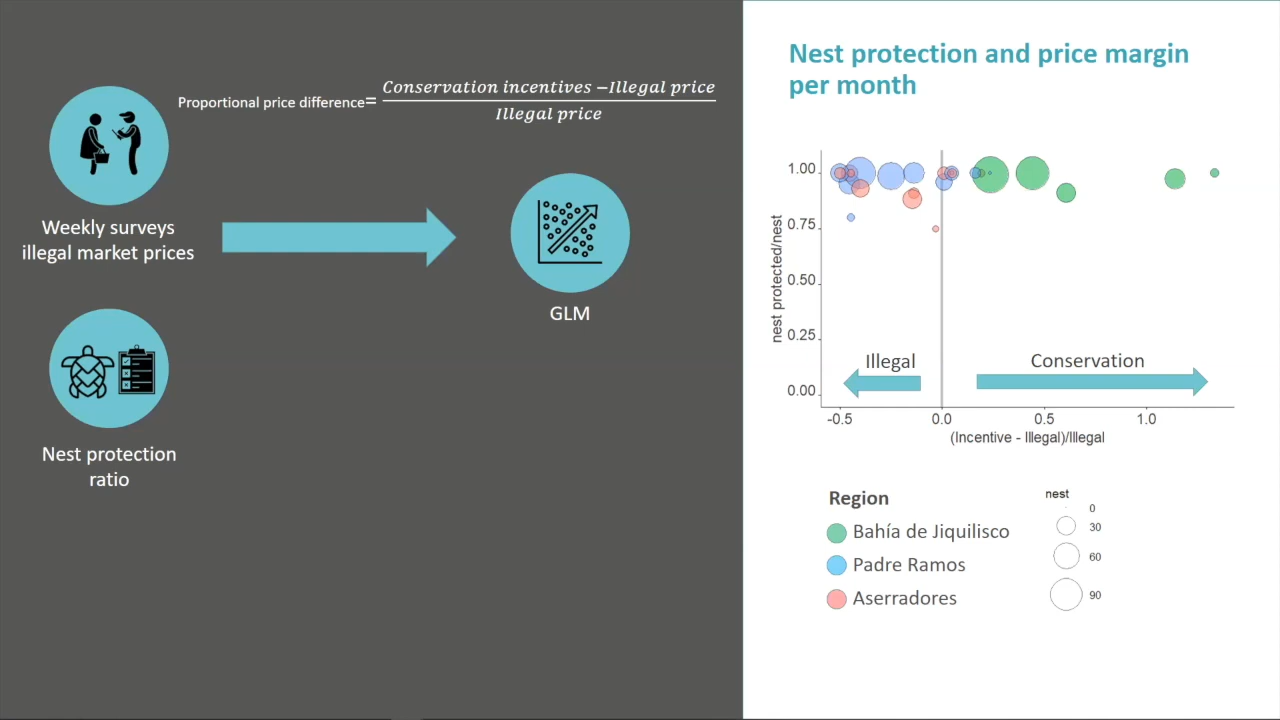 Proportional price difference= Conservation incentives −Illegal price
Illegal price
Weekly surveys
illegal market prices
GLM
Nest protection
ratio
Nest protection and price margin
per month
nest protected/nest
1.00
0.75
0.50
0.25
0.00
Illegal
Conservation
-0.5 0.0 0.5 1.0
(Incentive - Illegal)/Illegal
Region
Bahía de Jiquilisco
Padre Ramos
Aserradores
nest
0
30
60
90